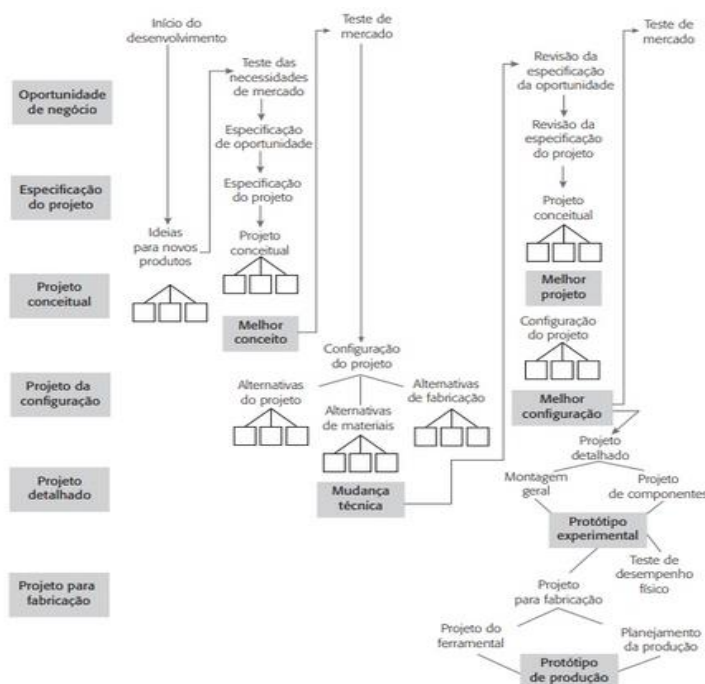 Oportunidade
de negócio
Especificação
do projeto
Projeto
conceitual
Projeto da
configuração
Projeto
detalhado
Projeto para
fabricação
Início do
desenvolvimento
Ideias
para novos
produtos
Teste das
necessidades
de mercado
Especificação
de oportunidade
Especificação
do projeto
Projeto
conceitual
Melhor
conceito
Teste de
mercado
Configuração
do projeto
Alternativas
do projeto
Alternativas
de materiais
Alternativas
de fabricação
Mudança
técnica
Revisão da
especificação
da oportunidade
Revisão da
especificação
do projeto
Projeto
conceitual
Melhor
projeto
Configuração
do projeto
Melhor
configuração
Teste de
mercado
Projeto
detalhado
Montagem
geral
Projeto
de componentes
Protótipo
experimental
Teste de
desempenho
físico
Projeto
para fabricação
Projeto do
ferramental
Planejamento
da produção
Protótipo
de produção